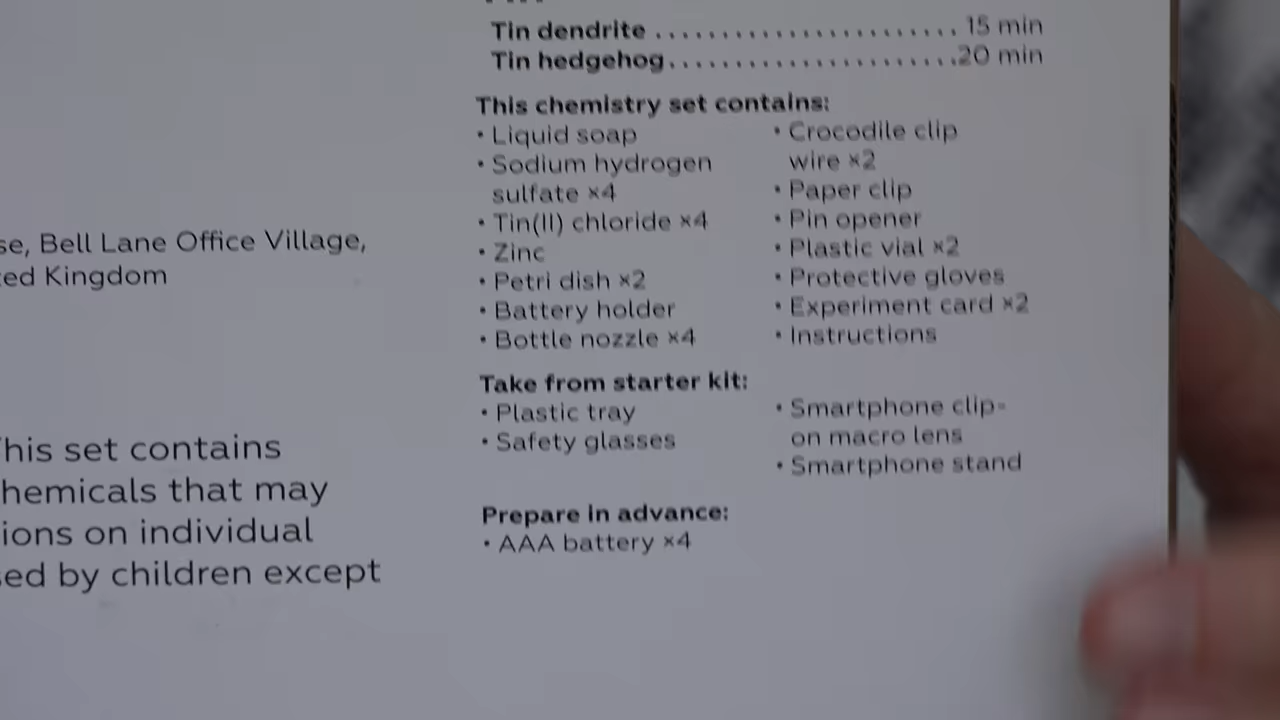 Tin dendrite ....................... 15 min
Tin hedgehog......................20 min
This chemistry set contains:
• Liquid soap
• Sodium hydrogen
sulfate ×4
• Tin(II) chloride ×4
• Zinc
• Petri dish ×2
• Battery holder
• Bottle nozzle ×4
• Crocodile clip
wire ×2
• Paper clip
• Pin opener
• Plastic vial ×2
• Protective gloves
• Experiment card ×2
• Instructions
Take from starter kit:
• Plastic tray
• Safety glasses
• Smartphone clip-
on macro lens
• Smartphone stand
Prepare in advance:
• AAA battery ×4
se, Bell Lane Office Village,
ted Kingdom
This set contains
hemicals that may
ions on individual
sed by children except